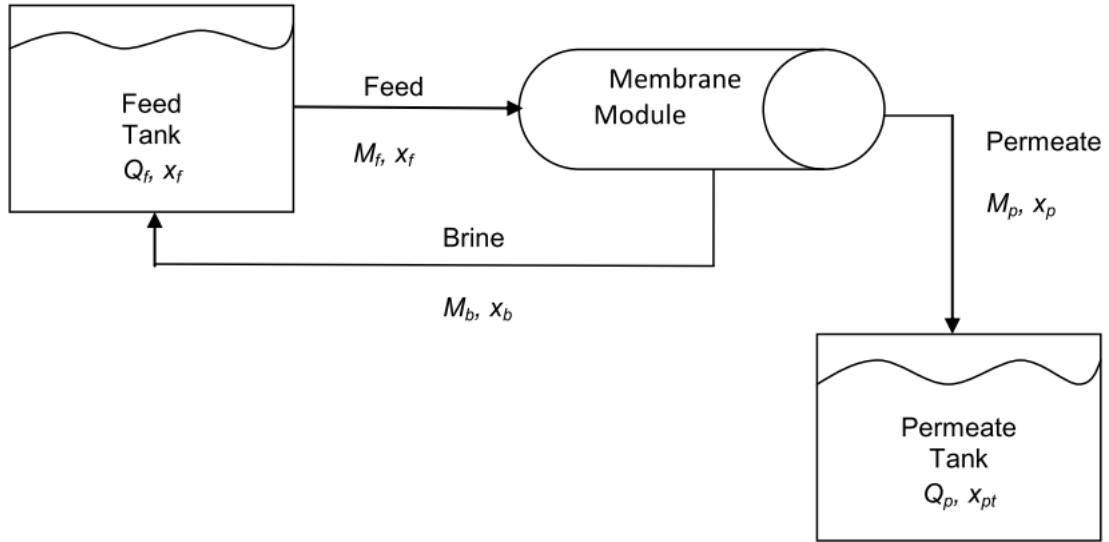 Feed
Tank
Qf, xf
Feed
Mf, xf
Membrane
Module
Permeate
Mp, xp
Brine
Mb, xb
Permeate
Tank
Qp, xpt